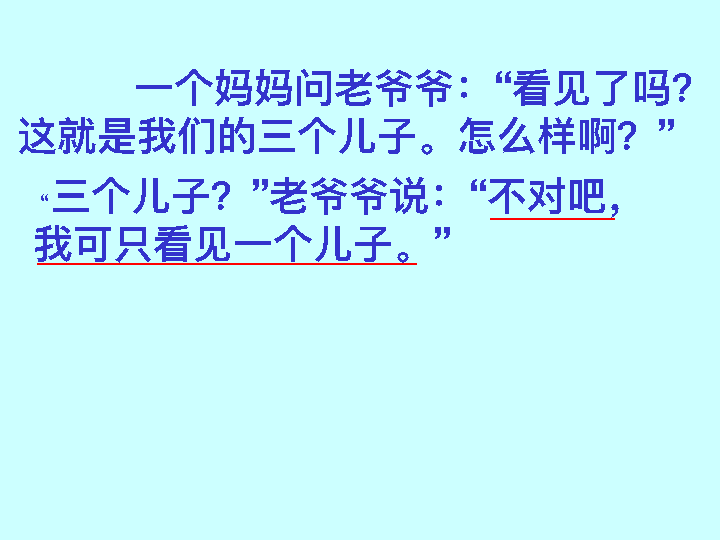 一个妈妈问老爷爷：“看见了吗？
这就是我们的三个儿子。怎么样啊？”
“三个儿子？”老爷爷说：“不对吧，
我可只看见一个儿子。”